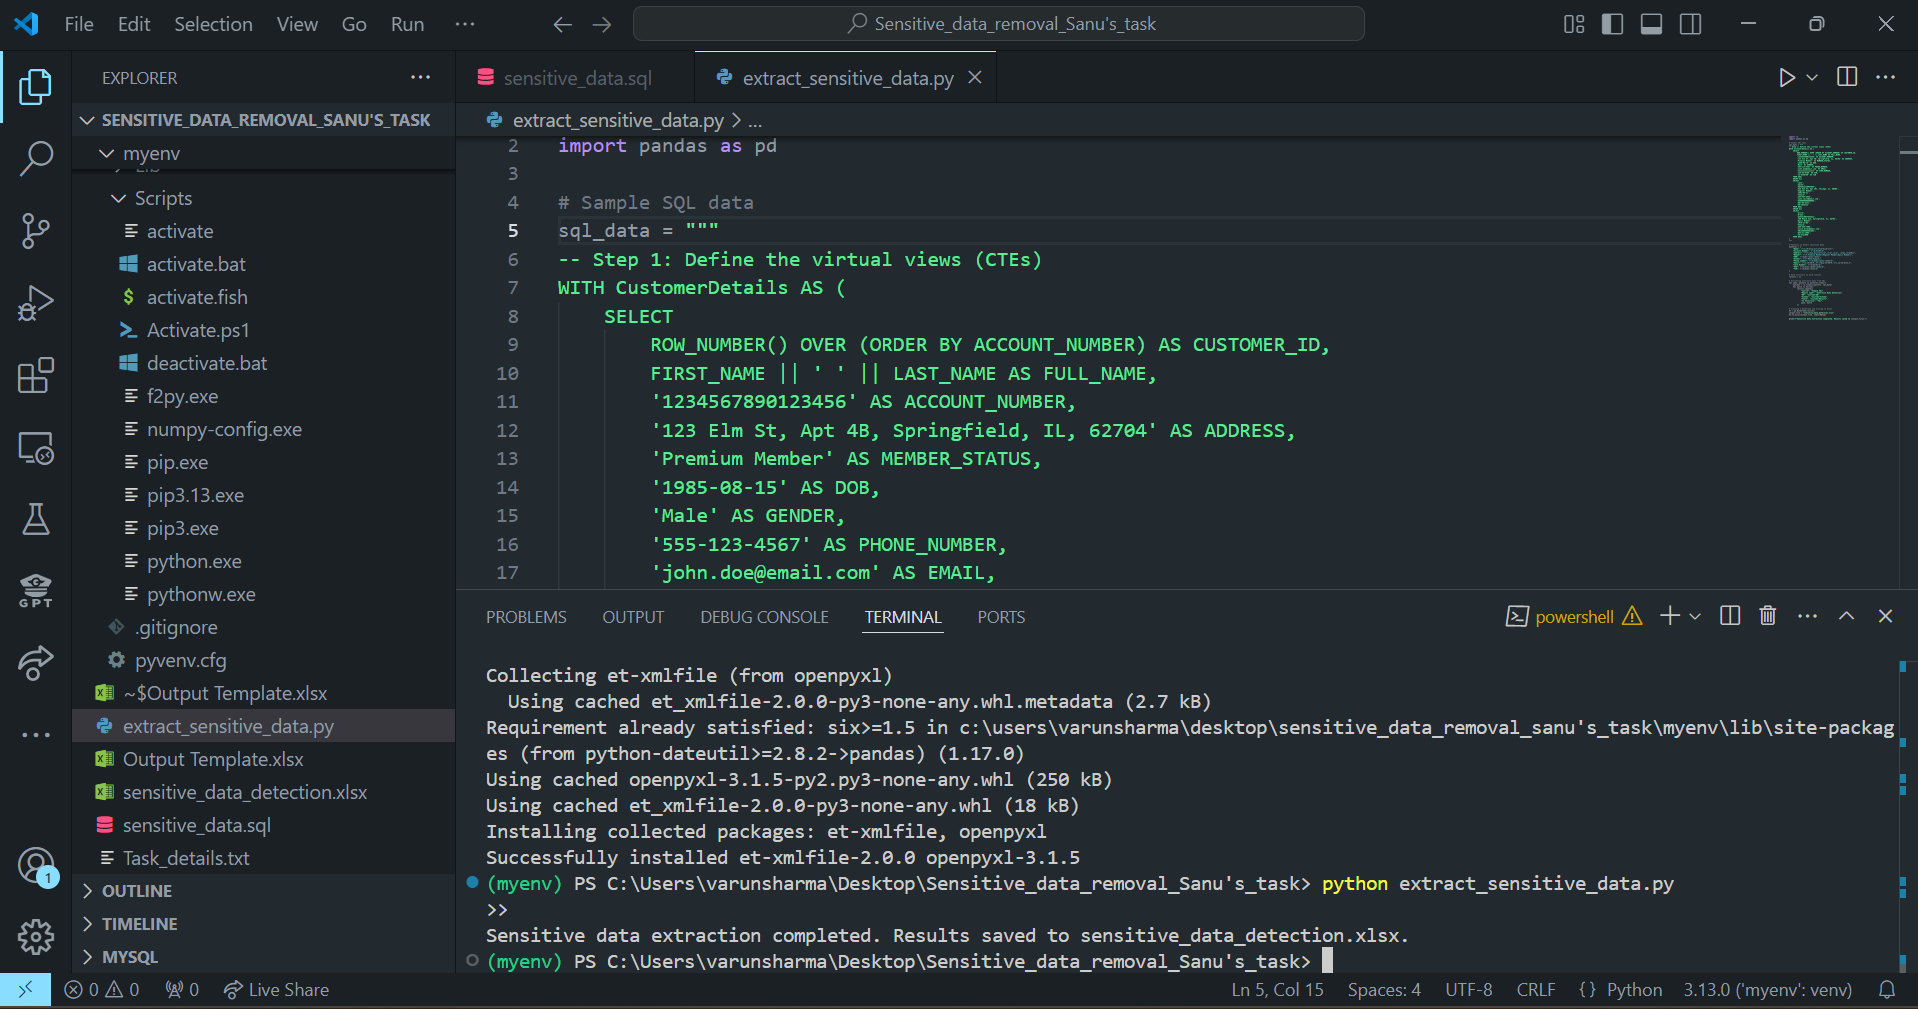 File Edit Selection View Go Run ···
Sensitive_data_removal_Sanu's_task
EXPLORER
SENSITIVE_DATA_REMOVAL_SANU'S_TASK
myenv
Lib
Scripts
activate
activate.bat
activate.fish
Activate.ps1
deactivate.bat
f2py.exe
numpy-config.exe
pip.exe
pip3.13.exe
pip3.exe
python.exe
pythonw.exe
.gitignore
pyvenv.cfg
~$Output Template.xlsx
extract_sensitive_data.py
Output Template.xlsx
sensitive_data_detection.xlsx
sensitive_data.sql
Task_details.txt
OUTLINE
TIMELINE
MYSQL
GPT
1
sensitive_data.sql extract_sensitive_data.py
extract_sensitive_data.py > ...
2 import pandas as pd
3
4 # Sample SQL data
5 sql_data = """
6 -- Step 1: Define the virtual views (CTEs)
7 WITH CustomerDetails AS (
8 SELECT
9 ROW_NUMBER() OVER (ORDER BY ACCOUNT_NUMBER) AS CUSTOMER_ID,
10 FIRST_NAME || ' ' || LAST_NAME AS FULL_NAME,
11 '1234567890123456' AS ACCOUNT_NUMBER,
12 '123 Elm St, Apt 4B, Springfield, IL, 62704' AS ADDRESS,
13 'Premium Member' AS MEMBER_STATUS,
14 '1985-08-15' AS DOB,
15 'Male' AS GENDER,
16 '555-123-4567' AS PHONE_NUMBER,
17 'john.doe@email.com' AS EMAIL,
PROBLEMS OUTPUT DEBUG CONSOLE TERMINAL PORTS
powershell
Collecting et-xmlfile (from openpyxl)
Using cached et_xmlfile-2.0.0-py3-none-any.whl.metadata (2.7 kB)
Requirement already satisfied: six>=1.5 in c:\users\varunsharma\desktop\sensitive_data_removal_sanu's_task\myenv\lib\site-packag
es (from python-dateutil>=2.8.2->pandas) (1.17.0)
Using cached openpyxl-3.1.5-py2.py3-none-any.whl (250 kB)
Using cached et_xmlfile-2.0.0-py3-none-any.whl (18 kB)
Installing collected packages: et-xmlfile, openpyxl
Successfully installed et-xmlfile-2.0.0 openpyxl-3.1.5
(myenv) PS C:\Users\varunsharma\Desktop\Sensitive_data_removal_Sanu's_task> python extract_sensitive_data.py
>>
Sensitive data extraction completed. Results saved to sensitive_data_detection.xlsx.
(myenv) PS C:\Users\varunsharma\Desktop\Sensitive_data_removal_Sanu's_task>
0 0 0 Live Share Ln 5, Col 15 Spaces: 4 UTF-8 CRLF {} Python 3.13.0 ('myenv': venv)